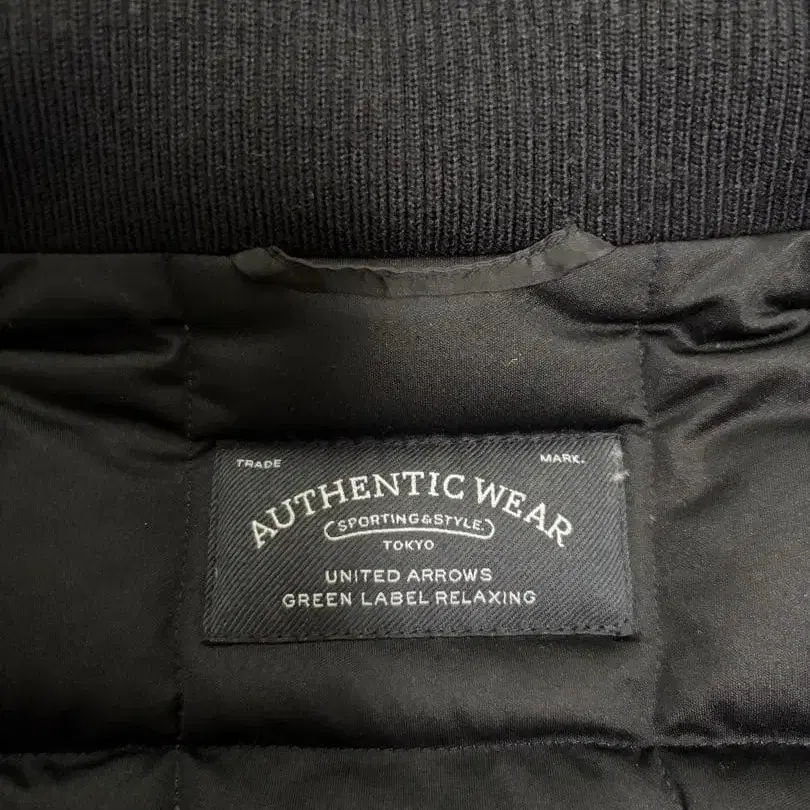 TRADE MARK.
AUTHENTIC WEAR
SPORTING&STYLE.
TOKYO
UNITED ARROWS
GREEN LABEL RELAXING